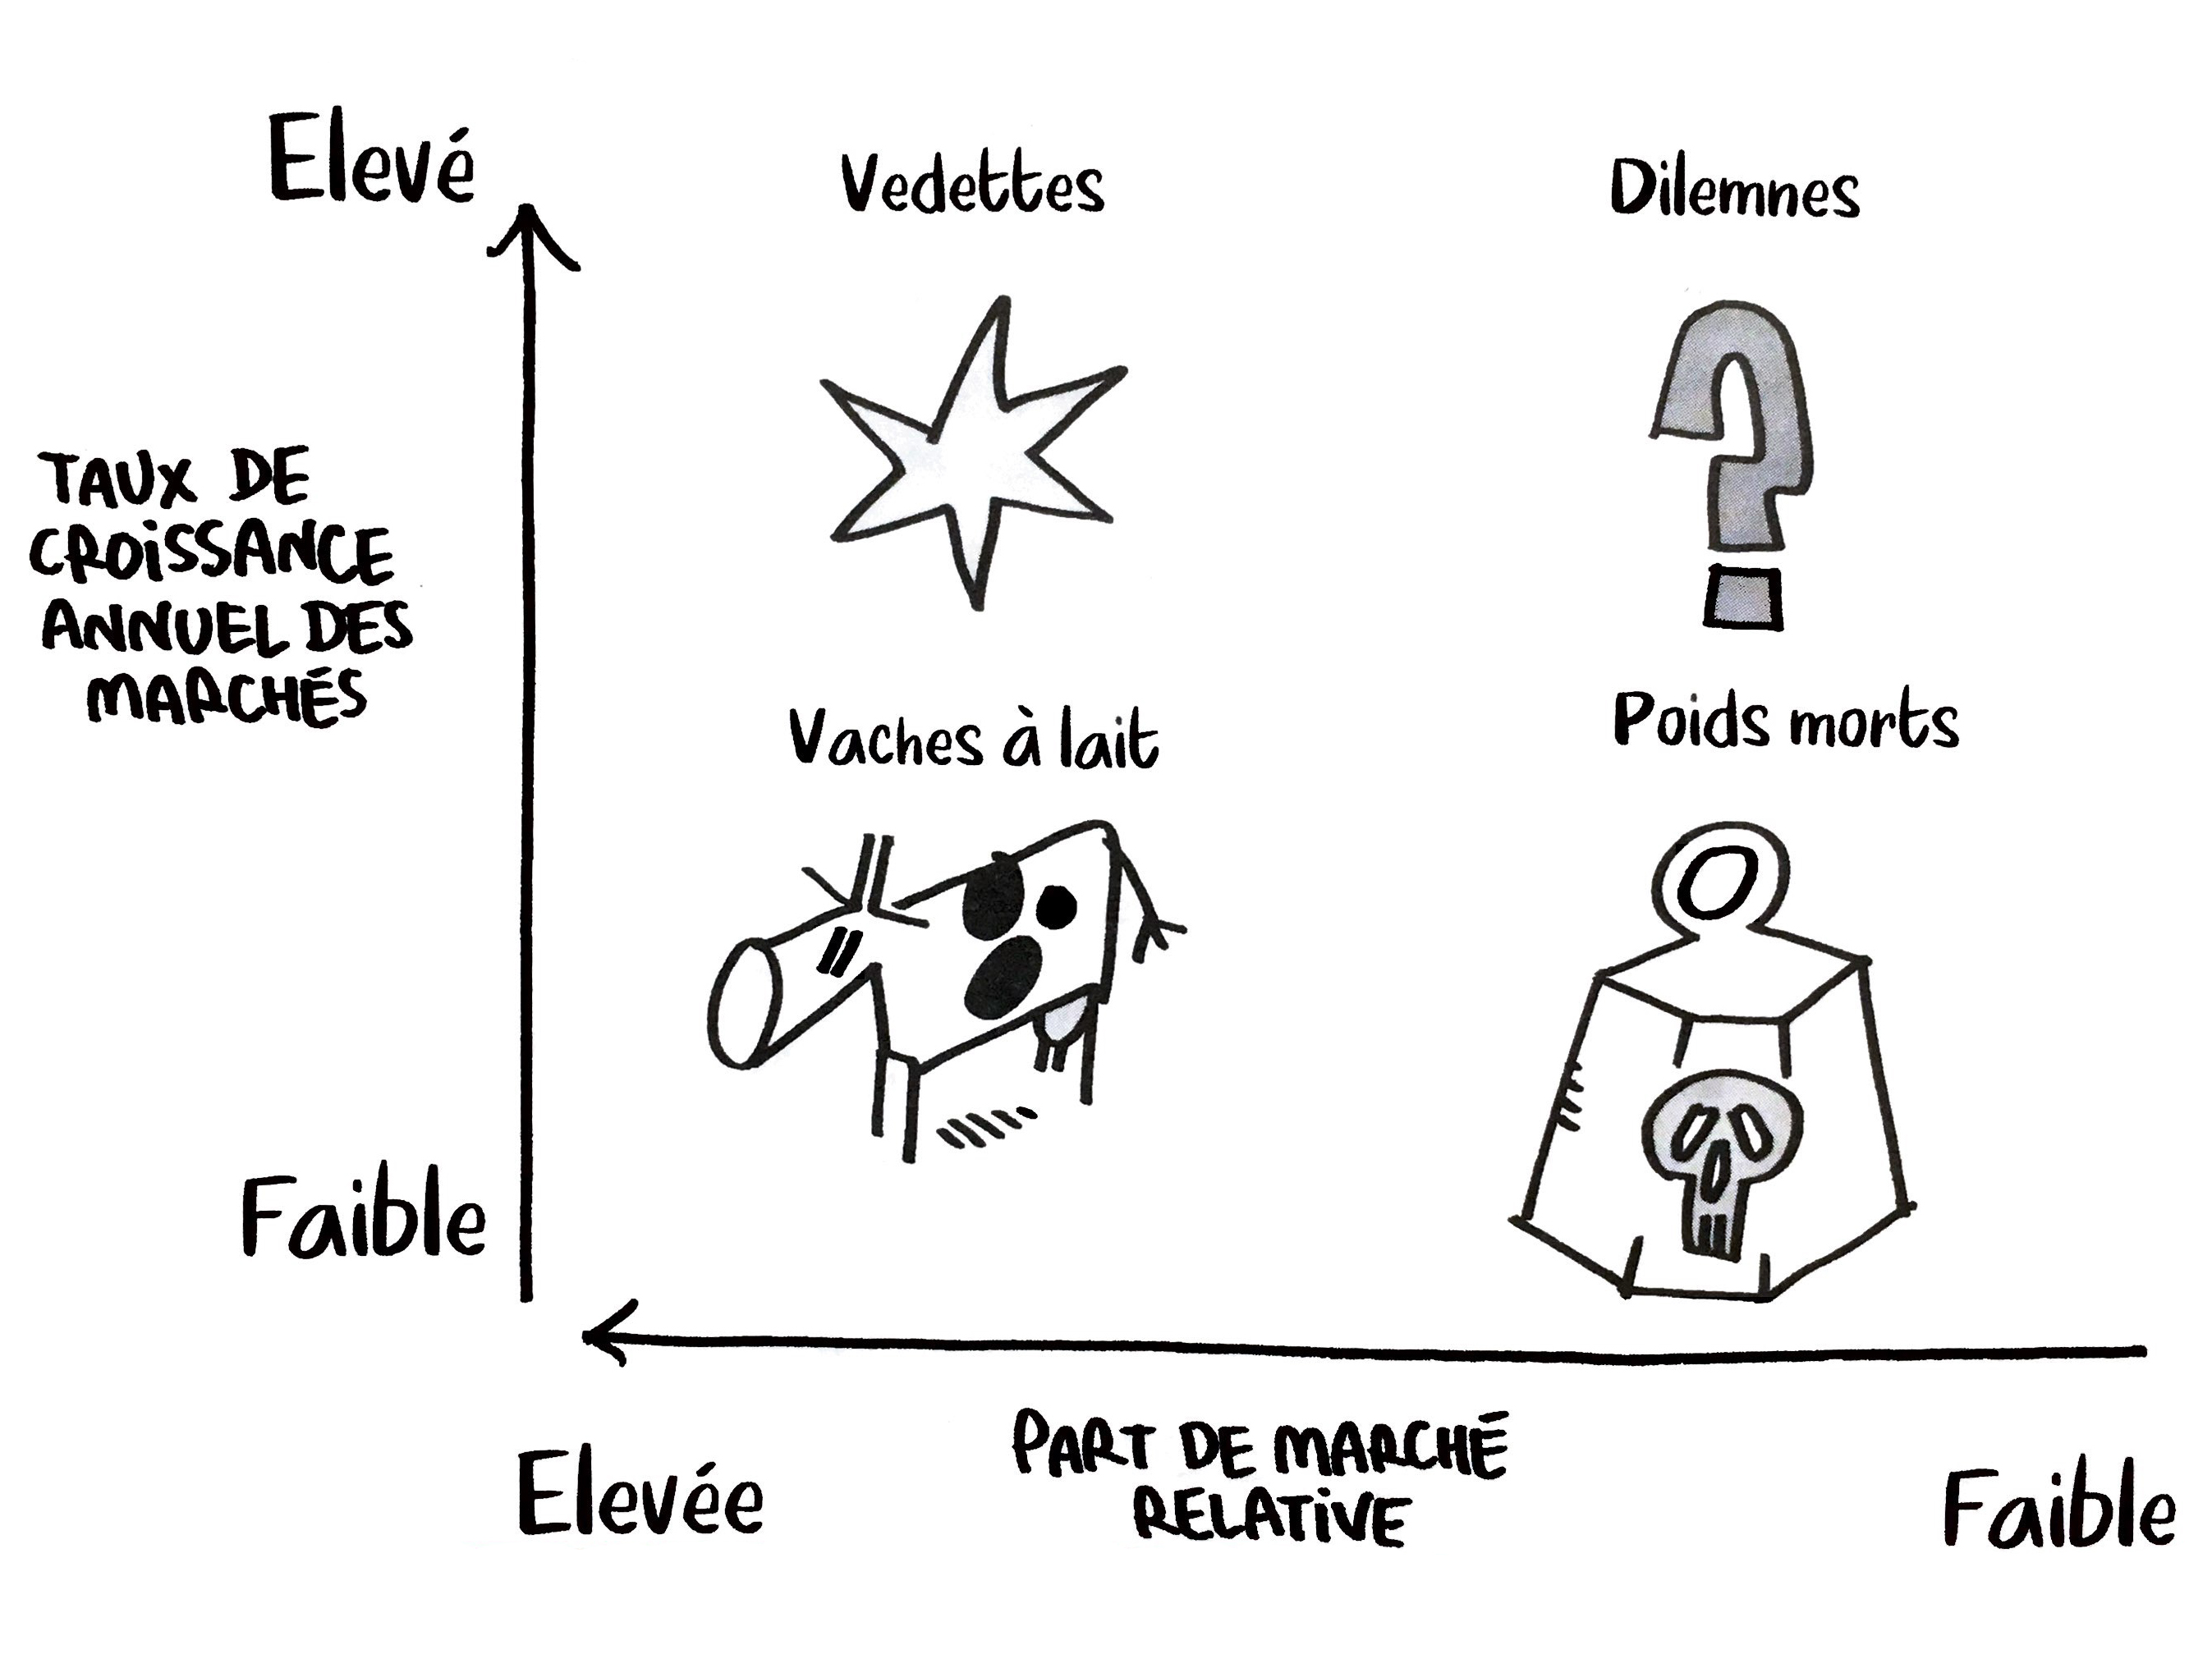 Elevé
Vedettes
Dilemnes
TAUX DE
CROISSANCE
ANNUEL DES
MARCHÉS
Vaches à lait
Poids morts
Faible
PART DE MARCHÉ
RELATIVE
Elevée
Faible